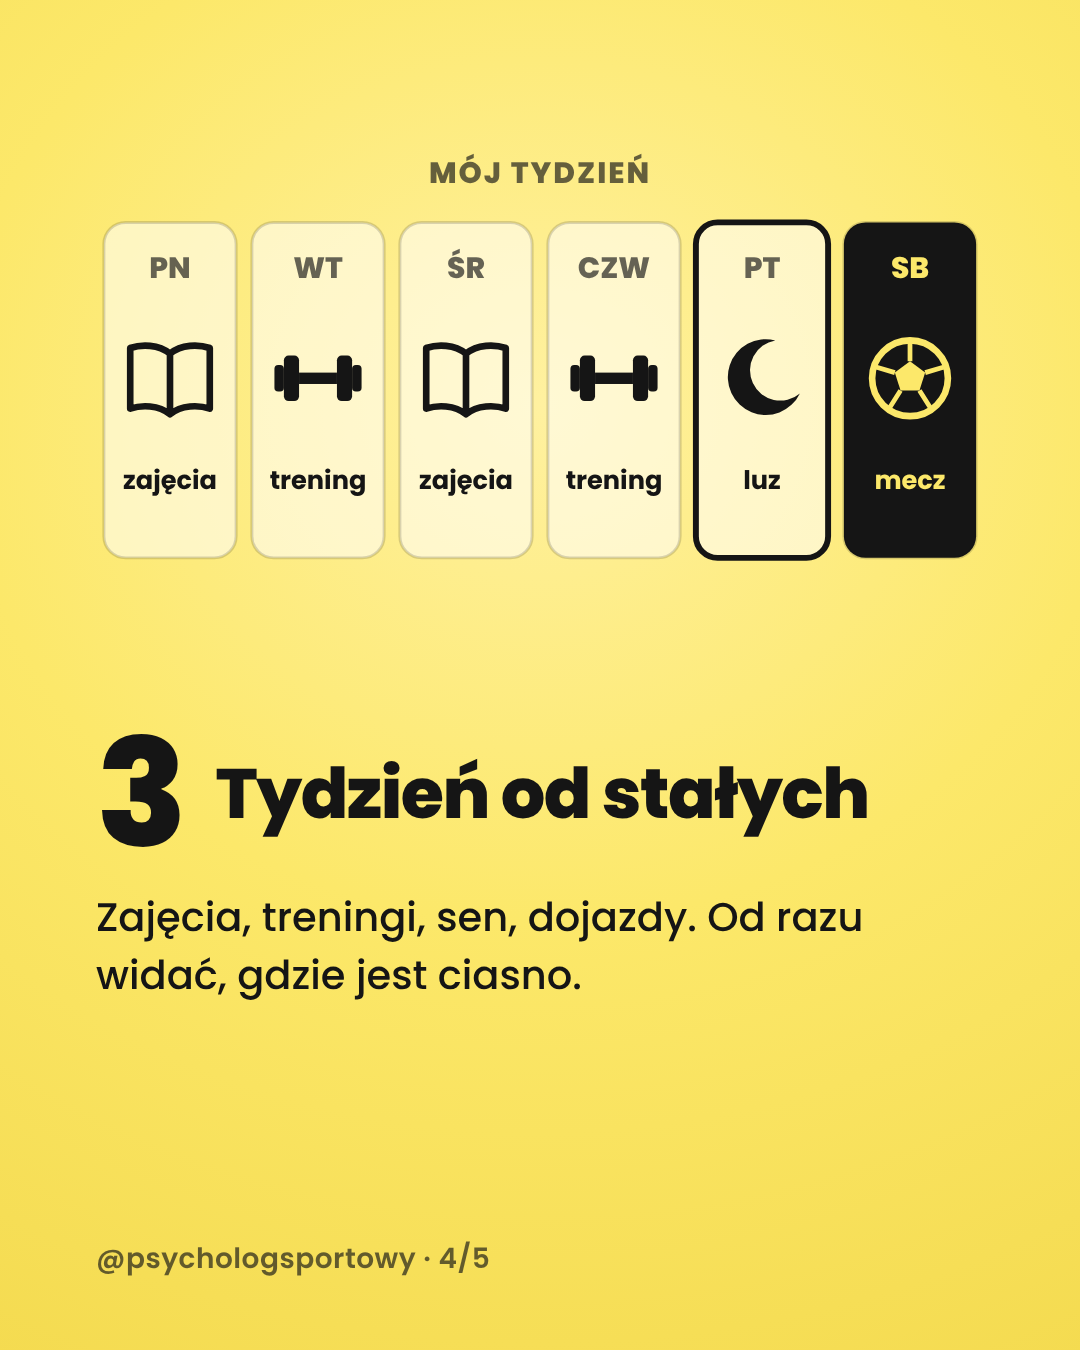 MÓJ TYDZIEŃ
PN WT ŚR CZW PT SB
zajęcia trening zajęcia trening luz mecz
3 Tydzień od stałych
Zajęcia, treningi, sen, dojazdy. Od razu
widać, gdzie jest ciasno.
@psychologsportowy · 4/5